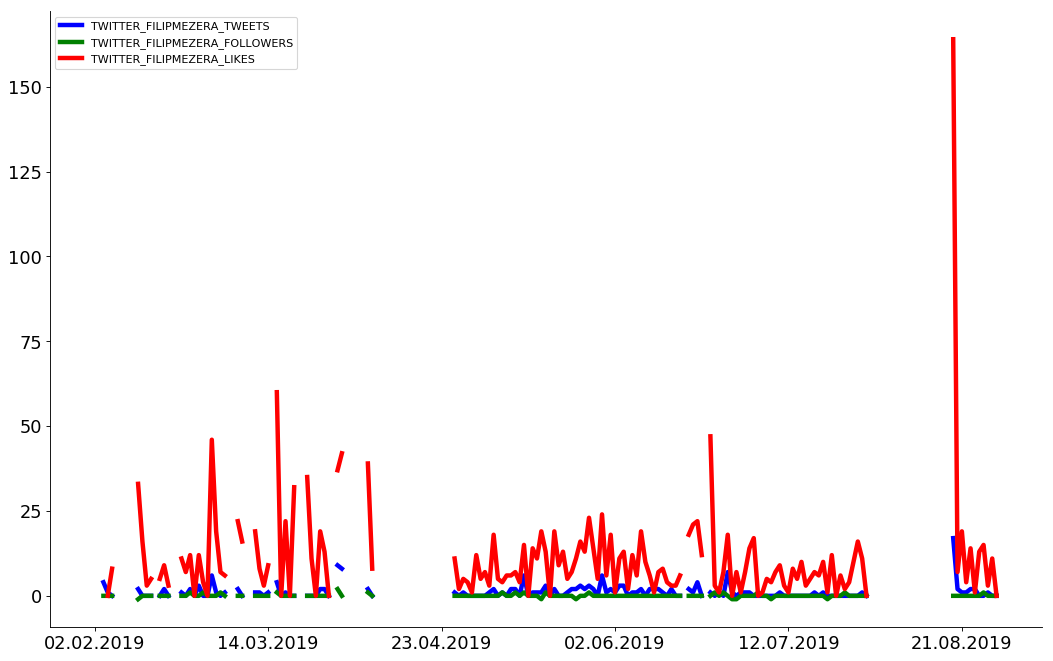 TWITTER_FILIPMEZERA_TWEETS
TWITTER_FILIPMEZERA_FOLLOWERS
TWITTER_FILIPMEZERA_LIKES
150
125
100
75
50
25
0
02.02.2019 14.03.2019 23.04.2019 02.06.2019 12.07.2019 21.08.2019